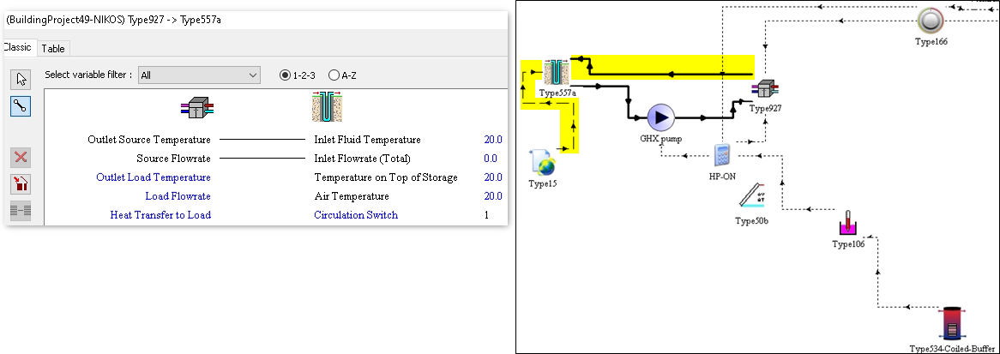 (BuildingProject49-NIKOS) Type927 -> Type557a
Classic Table
Select variable filter : All 1-2-3 A-Z
Outlet Source Temperature Inlet Fluid Temperature 20.0
Source Flowrate Inlet Flowrate (Total) 0.0
Outlet Load Temperature Temperature on Top of Storage 20.0
Load Flowrate Air Temperature 20.0
Heat Transfer to Load Circulation Switch 1
Type166
Type557a
Type927
GHX pump
Type15
HP-ON
Type50b
Type106
Type534-Coiled-Buffer